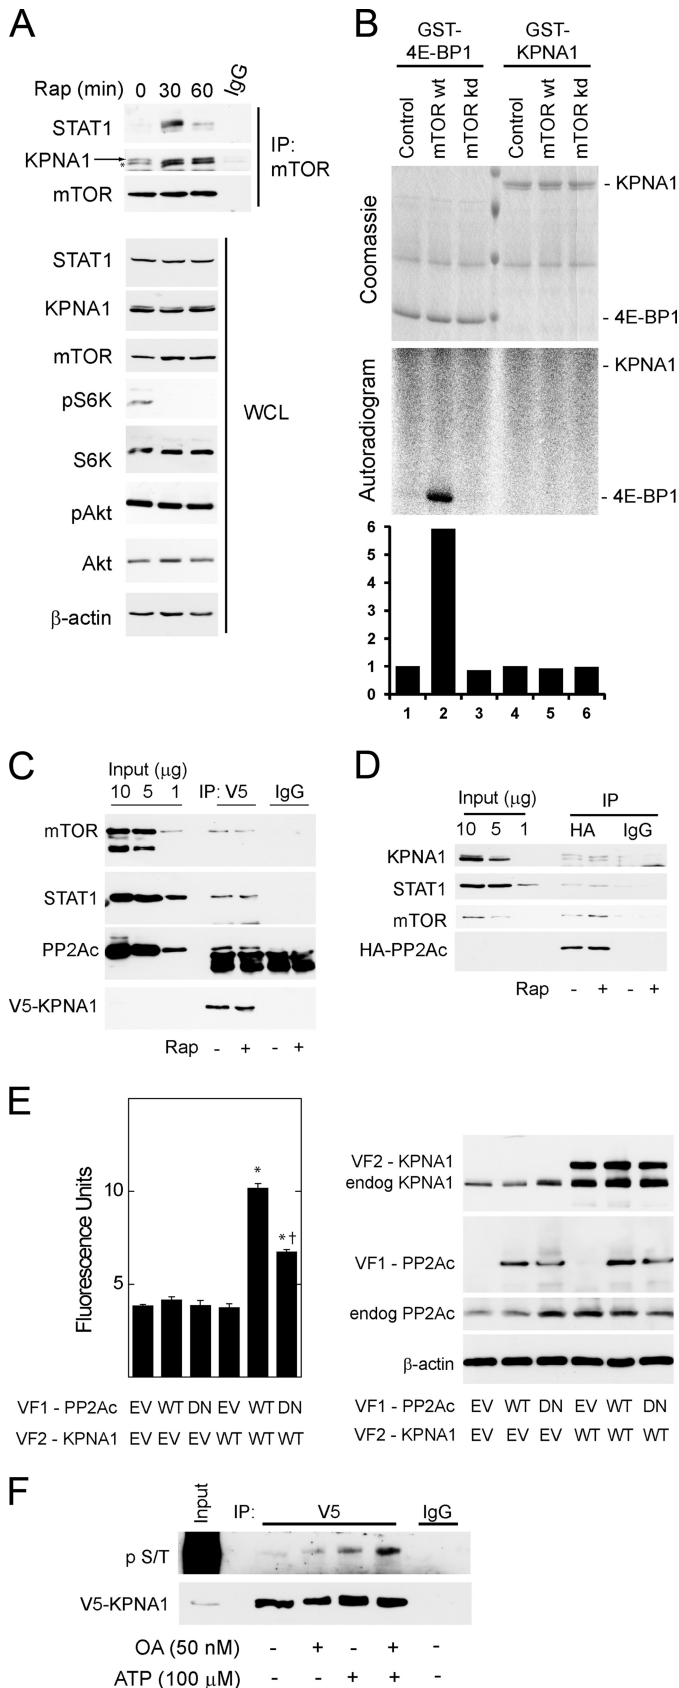 A
Rap (min) 0 30 60 IgG
STAT1
KPNA1
*
mTOR
IP:
mTOR
STAT1
KPNA1
mTOR
pS6K
S6K
pAkt
Akt
β-actin
WCL
B
GST-
4E-BP1
GST-
KPNA1
Control
mTOR wt
mTOR kd
Control
mTOR wt
mTOR kd
Coomassie
- KPNA1
- 4E-BP1
Autoradiogram
- KPNA1
- 4E-BP1
6
5
4
3
2
1
0
1 2 3 4 5 6
C
Input (µg)
10 5 1 IP: V5 IgG
mTOR
STAT1
PP2Ac
V5-KPNA1
Rap - + - +
D
Input (µg) IP
10 5 1 HA IgG
KPNA1
STAT1
mTOR
HA-PP2Ac
Rap - + - +
E
Fluorescence Units
10
5
*
*†
VF1 - PP2Ac EV WT DN EV WT DN
VF2 - KPNA1 EV EV EV WT WT WT
VF2 - KPNA1
endog KPNA1
VF1 - PP2Ac
endog PP2Ac
β-actin
VF1 - PP2Ac EV WT DN EV WT DN
VF2 - KPNA1 EV EV EV WT WT WT
F
Input
IP: V5 IgG
p S/T
V5-KPNA1
OA (50 nM) - + - + -
ATP (100 µM) - - + + -